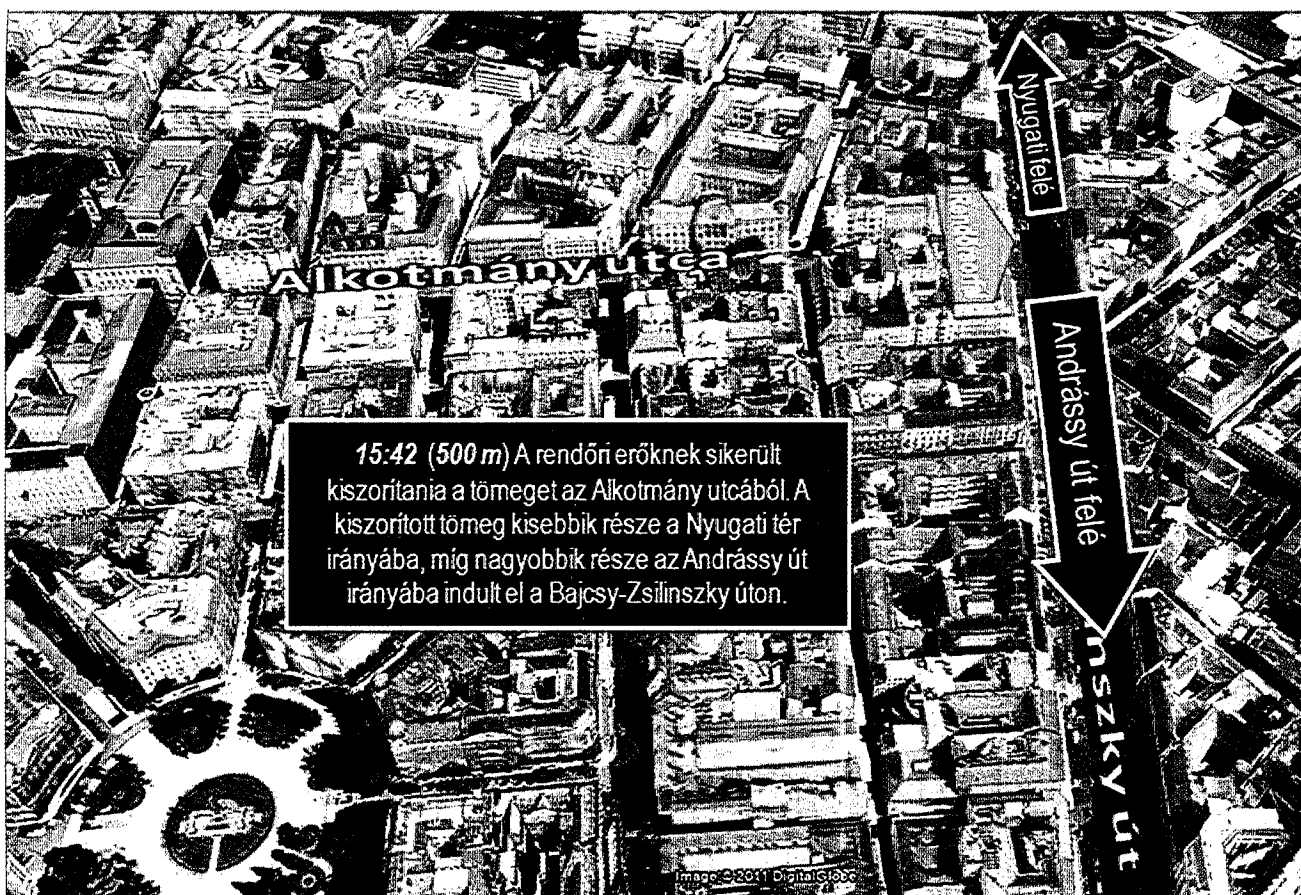 Nyugati felé
Alkotmány utca
Andrássy út felé
15:42 (500 m) A rendőri erőknek sikerült
kiszorítania a tömeget az Alkotmány utcából. A
kiszorított tömeg kisebbik része a Nyugati tér
irányába, míg nagyobbik része az Andrássy út
irányába indult el a Bajcsy-Zsilinszky úton.
nszky út
Image © 2011 DigitalGlobe